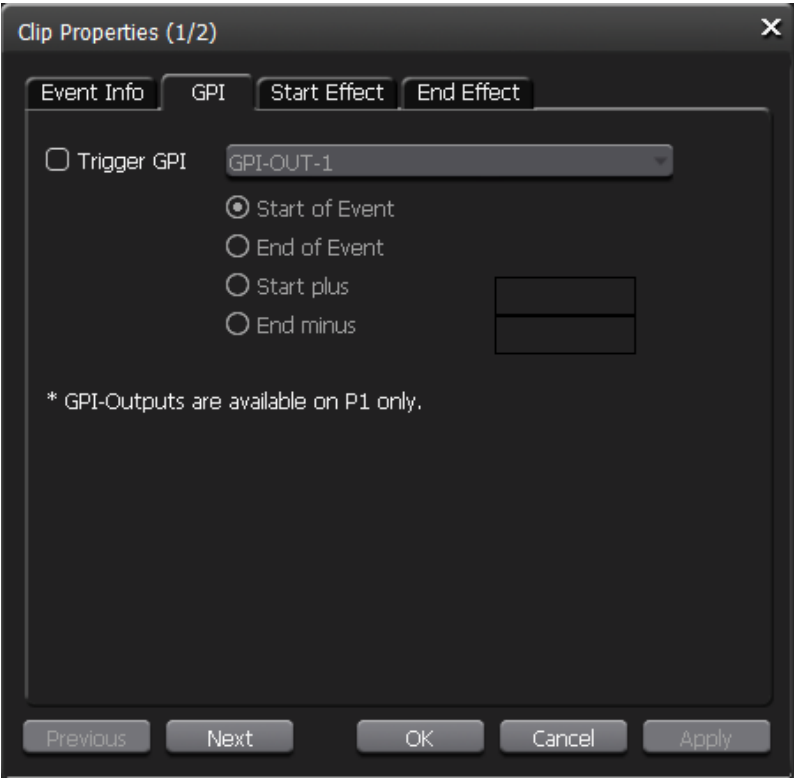 Clip Properties (1/2)
Event Info GPI Start Effect End Effect
Trigger GPI GPI-OUT-1
Start of Event
End of Event
Start plus
End minus
* GPI-Outputs are available on P1 only.
Previous Next OK Cancel Apply